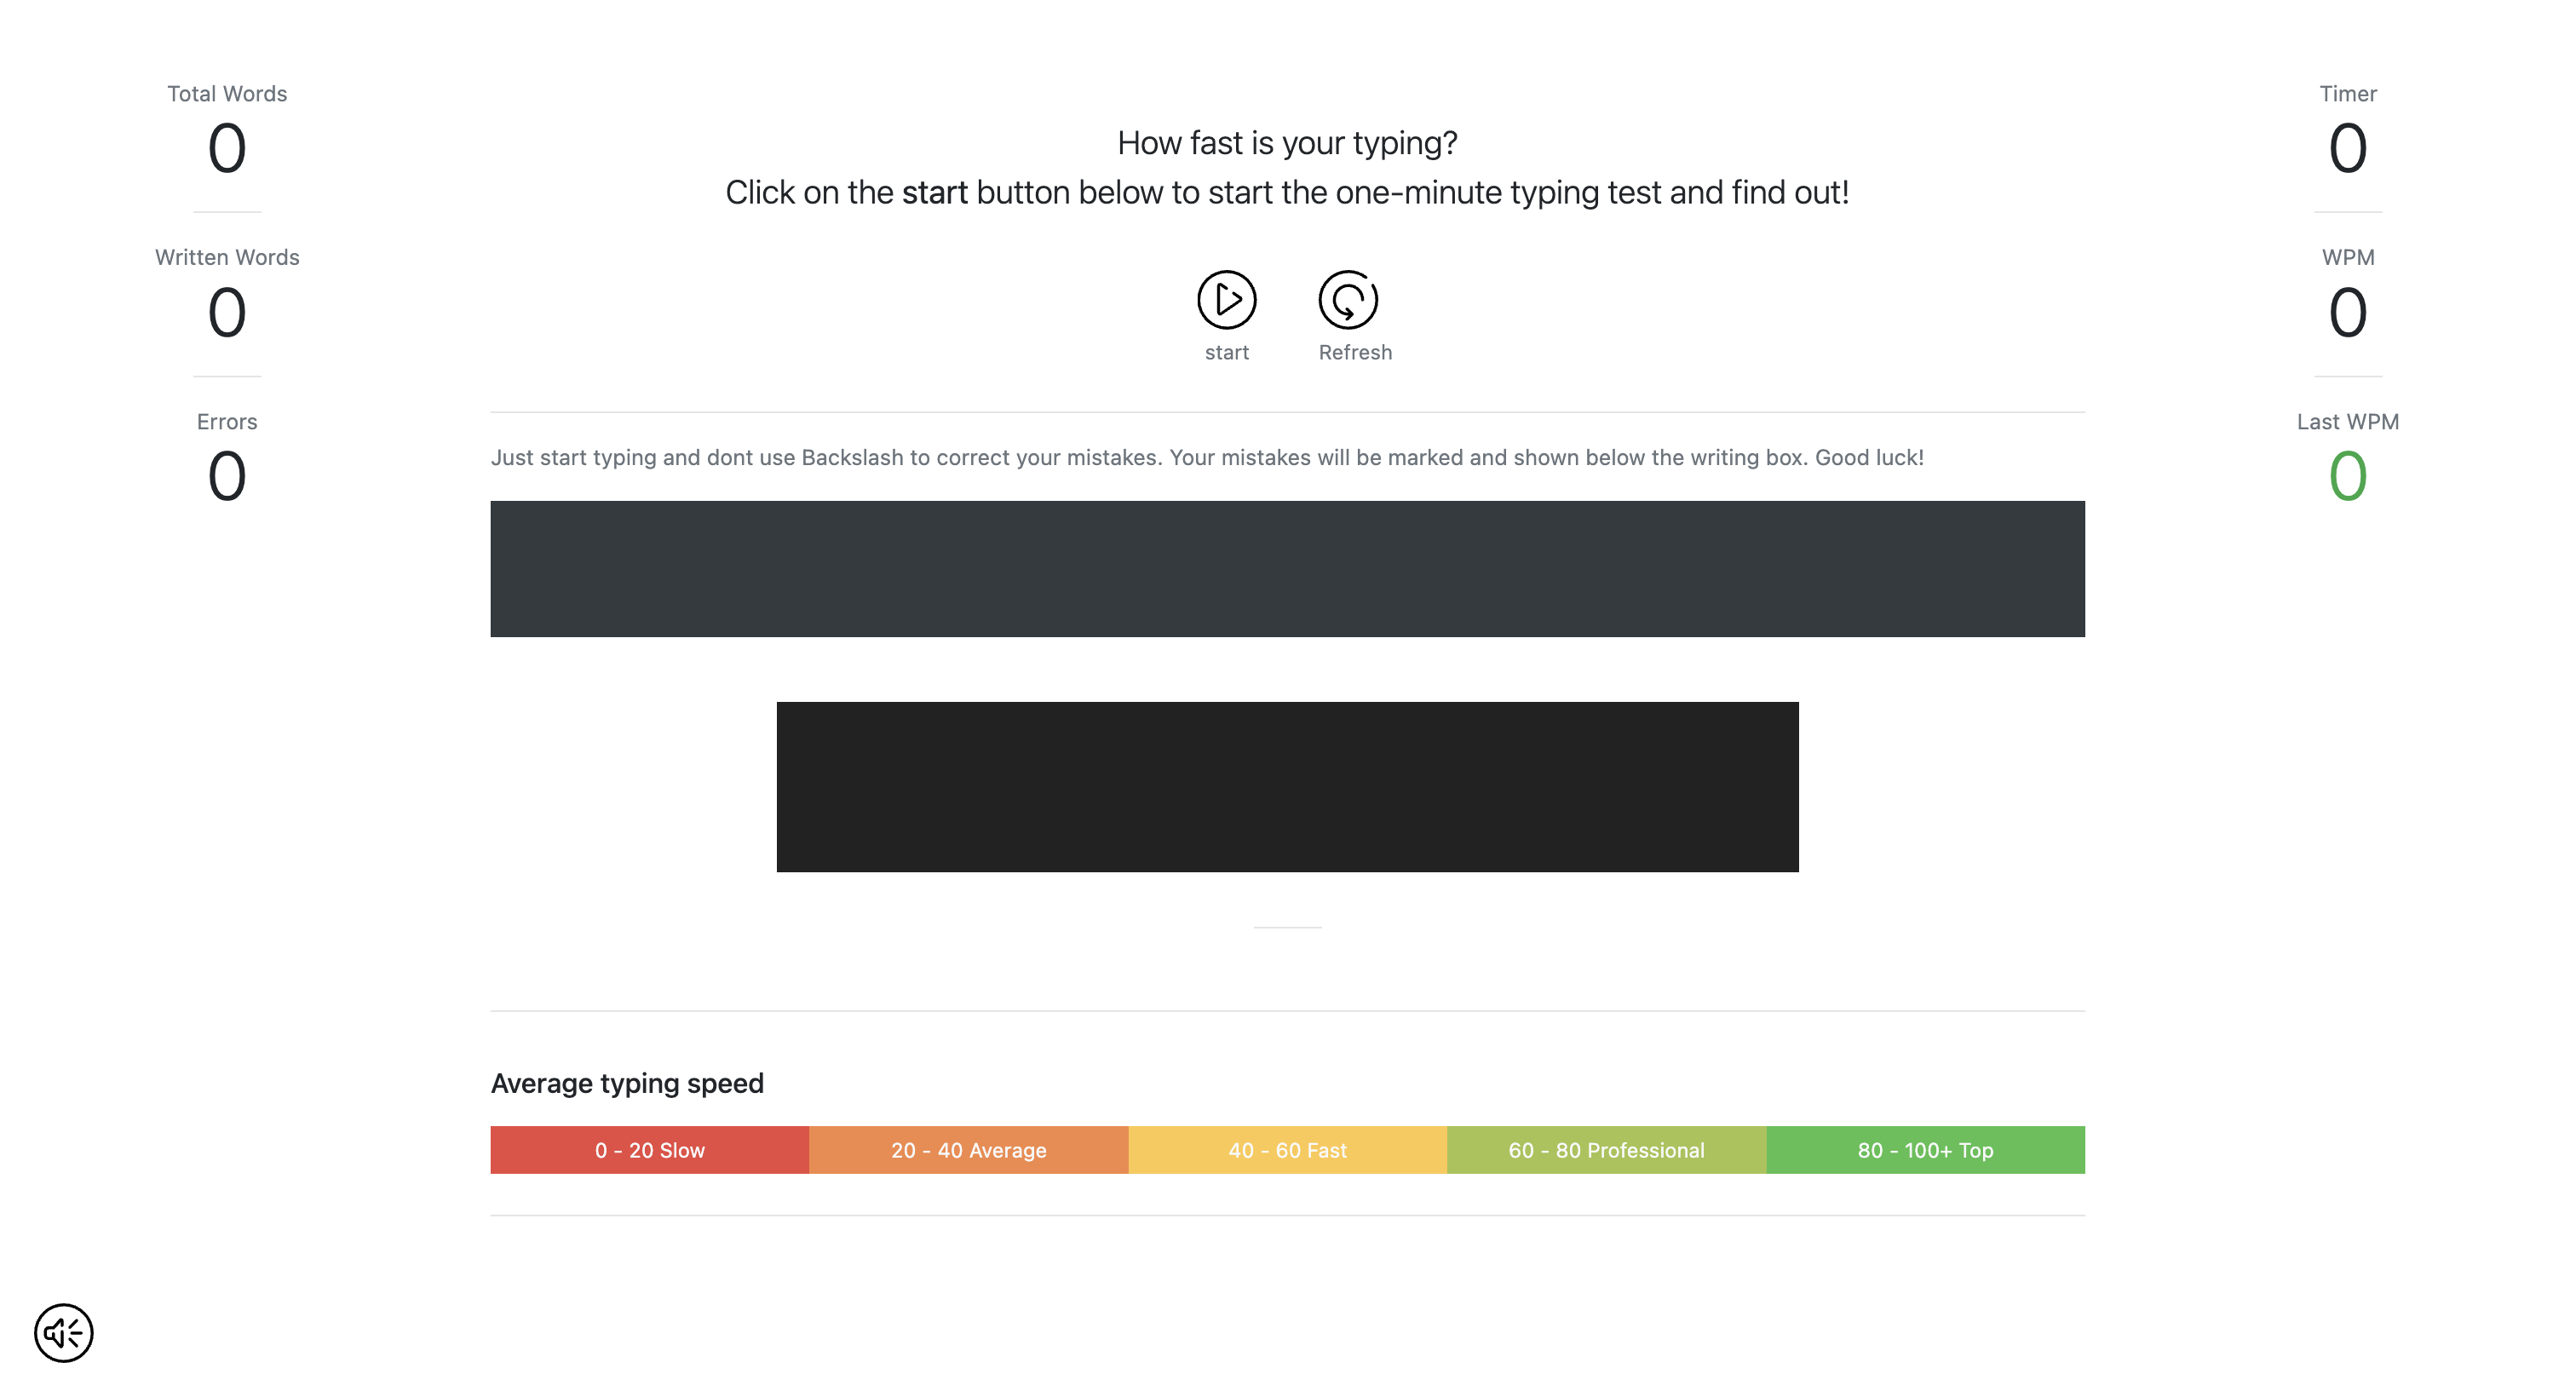 Total Words
0
Written Words
0
Errors
0
How fast is your typing?
Click on the start button below to start the one-minute typing test and find out!
start
Refresh
Timer
0
WPM
0
Last WPM
0
Just start typing and dont use Backslash to correct your mistakes. Your mistakes will be marked and shown below the writing box. Good luck!
Average typing speed
0 - 20 Slow
20 - 40 Average
40 - 60 Fast
60 - 80 Professional
80 - 100+ Top